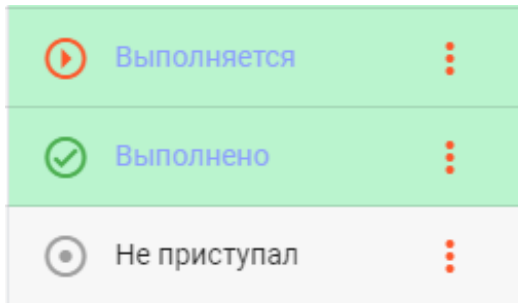 Выполняется
Выполнено
Не приступал